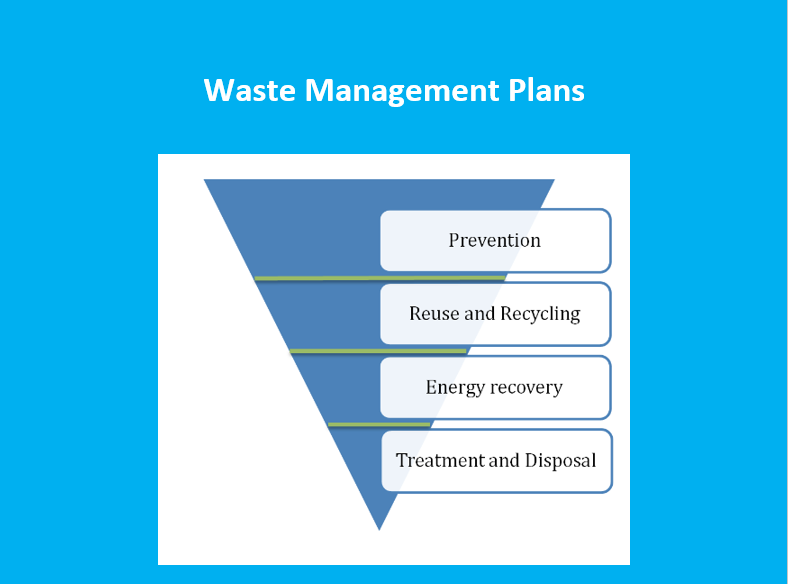 Waste Management Plans
Prevention
Reuse and Recycling
Energy recovery
Treatment and Disposal